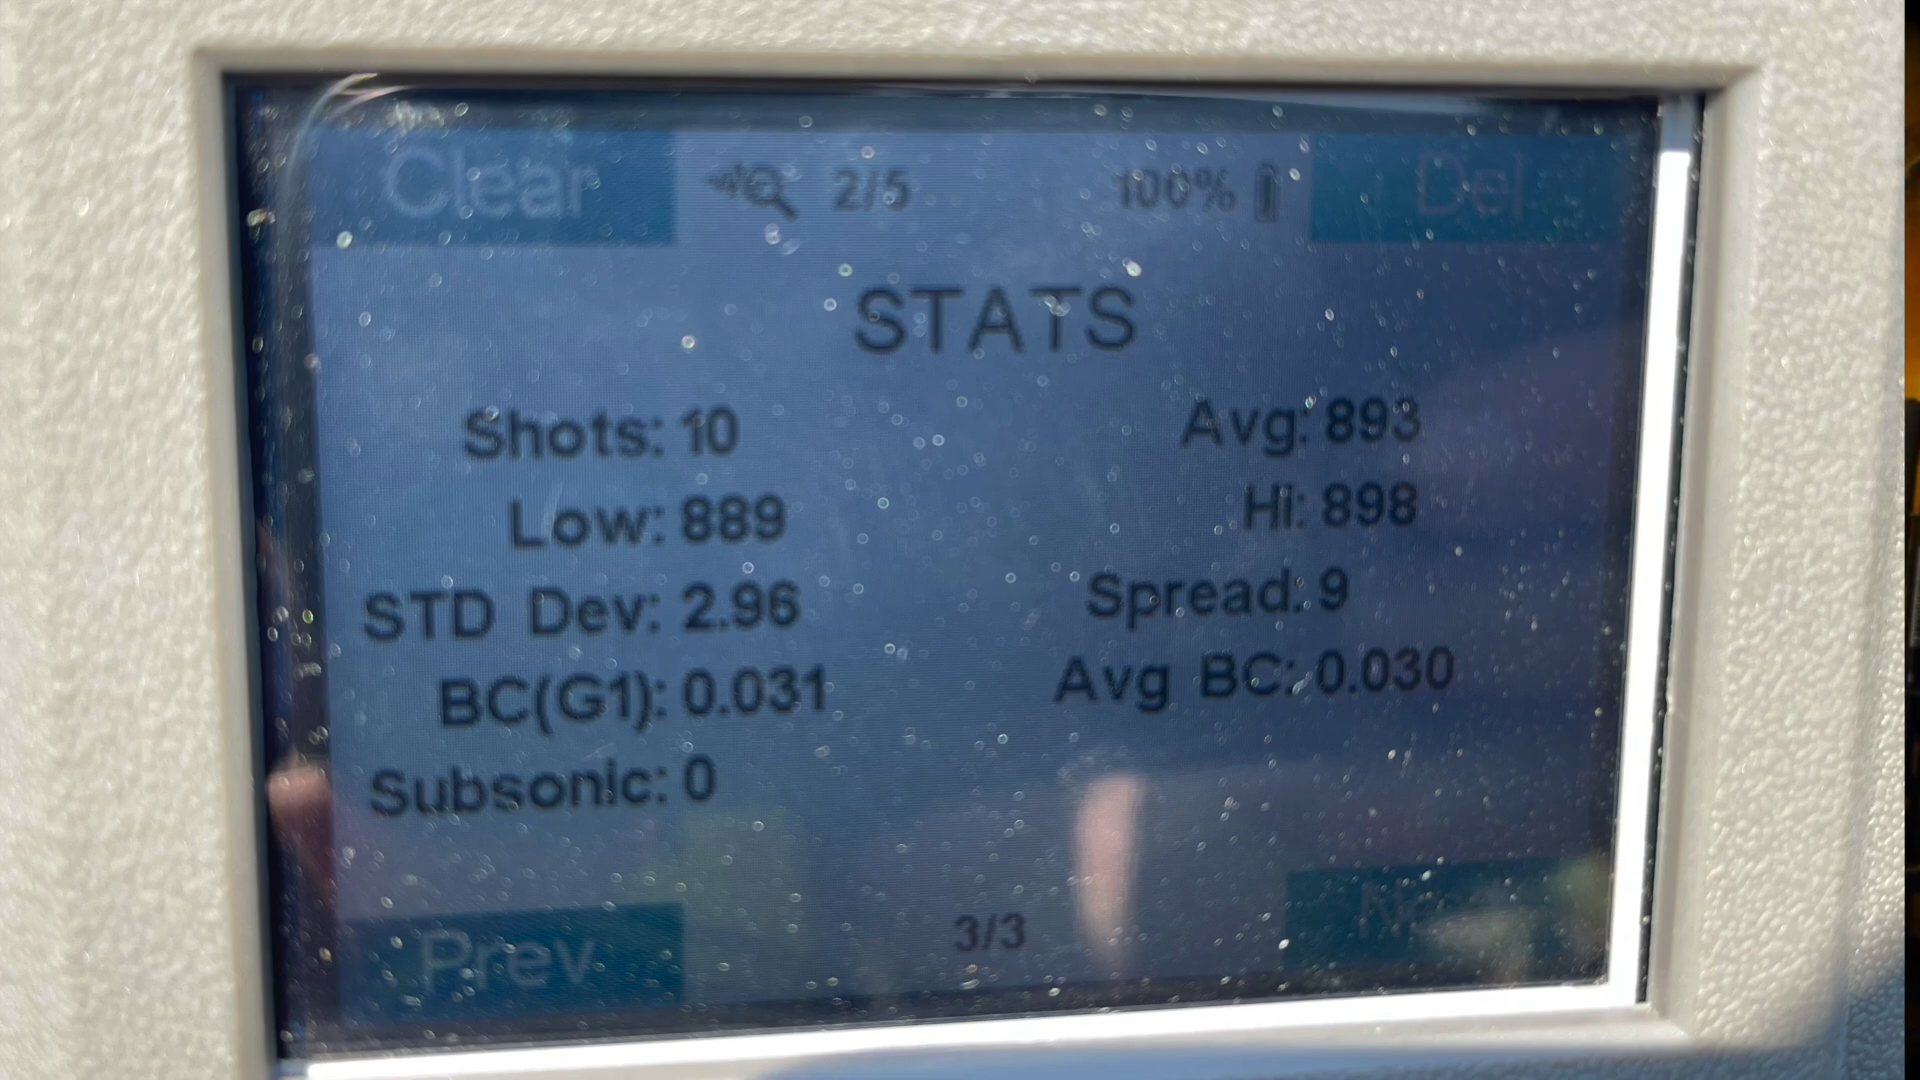 Clear 2/5 100% Del
STATS
Shots: 10 Avg: 893
Low: 889 Hi: 898
STD Dev: 2.96 Spread: 9
BC(G1): 0.031 Avg BC: 0.030
Subsonic: 0
Prev 3/3